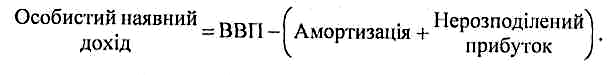 Особистий наявний дохід = ВВП – (Амортизація + Нерозподілений прибуток).